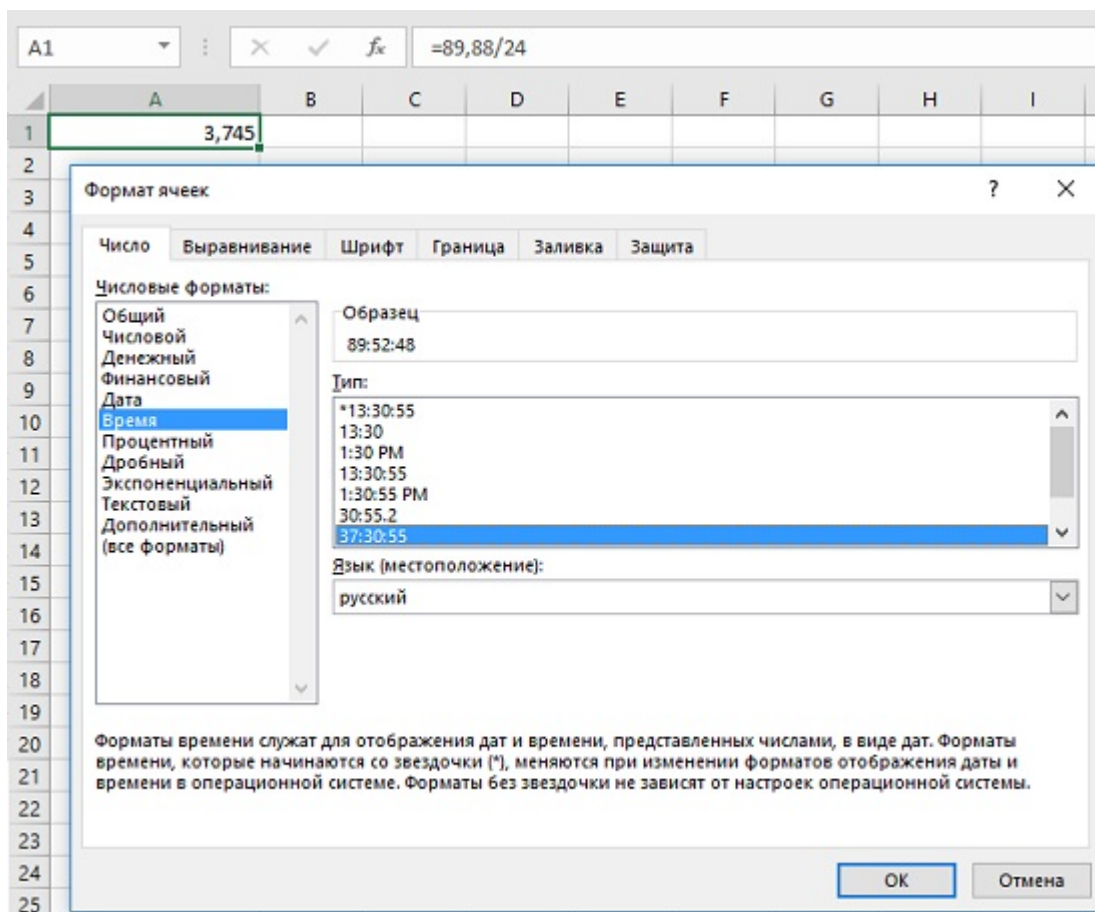 A1 fx =89,88/24
A B C D E F G H I
1 3,745
2
3
4
5
6
7
8
9
10
11
12
13
14
15
16
17
18
19
20
21
22
23
24
25
Формат ячеек ?
Число Выравнивание Шрифт Граница Заливка Защита
Числовые форматы:
Общий
Числовой
Денежный
Финансовый
Дата
Время
Процентный
Дробный
Экспоненциальный
Текстовый
Дополнительный
(все форматы)
Образец
89:52:48
Тип:
*13:30:55
13:30
1:30 PM
13:30:55
1:30:55 PM
30:55.2
37:30:55
Язык (местоположение):
русский
Форматы времени служат для отображения дат и времени, представленных числами, в виде дат. Форматы
времени, которые начинаются со звездочки (*), меняются при изменении форматов отображения даты и
времени в операционной системе. Форматы без звездочки не зависят от настроек операционной системы.
ОК Отмена